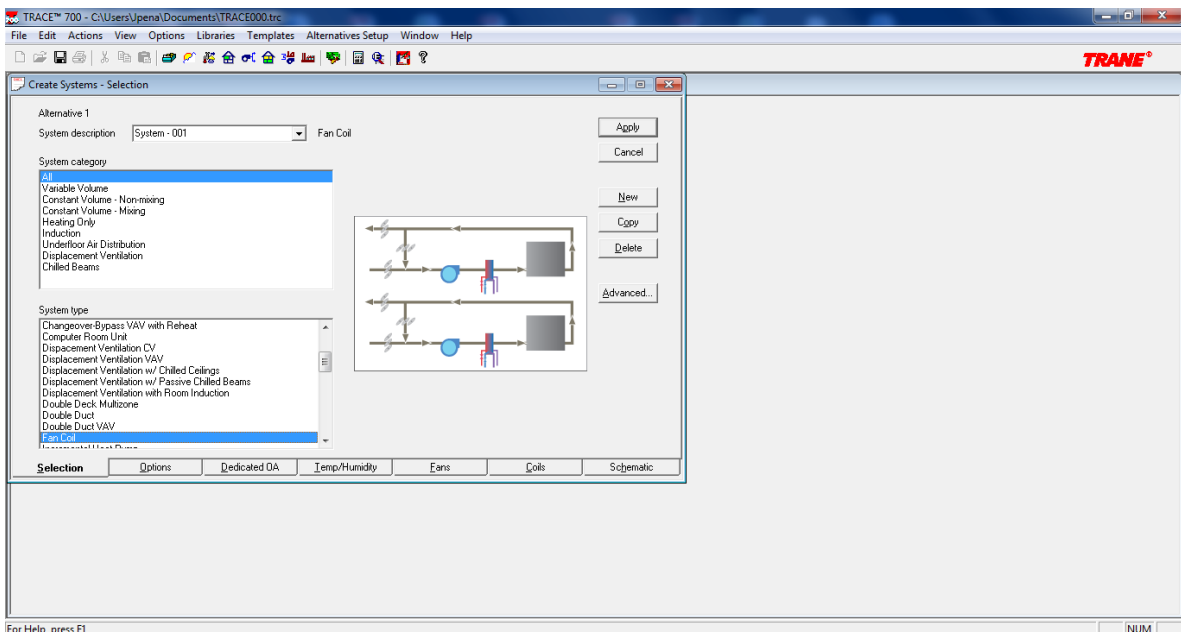 TRACE™ 700 - C:\Users\Jpena\Documents\TRACE000.trc
File Edit Actions View Options Libraries Templates Alternatives Setup Window Help
TRANE®
Create Systems - Selection
Alternative 1
System description System - 001 Fan Coil
Apply
Cancel
System category
All
Variable Volume
Constant Volume - Non-mixing
Constant Volume - Mixing
Heating Only
Induction
Underfloor Air Distribution
Displacement Ventilation
Chilled Beams
New
Copy
Delete
Advanced...
System type
Changeover-Bypass VAV with Reheat
Computer Room Unit
Dispacement Ventilation CV
Displacement Ventilation VAV
Displacement Ventilation w/ Chilled Ceilings
Displacement Ventilation w/ Passive Chilled Beams
Displacement Ventilation with Room Induction
Double Deck Multizone
Double Duct
Double Duct VAV
Fan Coil
Selection Options Dedicated OA Temp/Humidity Fans Coils Schematic
For Help, press F1 NUM